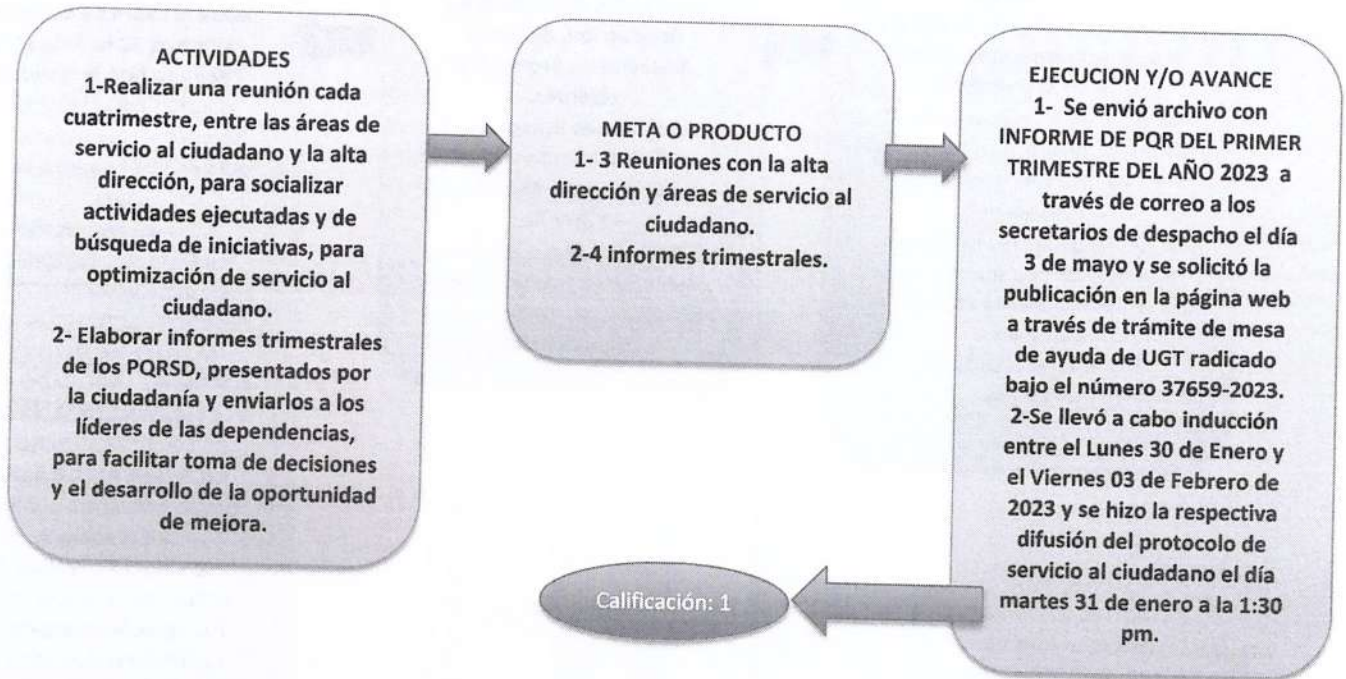 ACTIVIDADES
1-Realizar una reunión cada
cuatrimestre, entre las áreas de
servicio al ciudadano y la alta
dirección, para socializar
actividades ejecutadas y de
búsqueda de iniciativas, para
optimización de servicio al
ciudadano.
2- Elaborar informes trimestrales
de los PQRSD, presentados por
la ciudadanía y enviarlos a los
líderes de las dependencias,
para facilitar toma de decisiones
y el desarrollo de la oportunidad
de mejora.
META O PRODUCTO
1- 3 Reuniones con la alta
dirección y áreas de servicio al
ciudadano.
2-4 informes trimestrales.
EJECUCION Y/O AVANCE
1- Se envió archivo con
INFORME DE PQR DEL PRIMER
TRIMESTRE DEL AÑO 2023 a
través de correo a los
secretarios de despacho el día
3 de mayo y se solicitó la
publicación en la página web
a través de trámite de mesa
de ayuda de UGT radicado
bajo el número 37659-2023.
2-Se llevó a cabo inducción
entre el Lunes 30 de Enero y
el Viernes 03 de Febrero de
2023 y se hizo la respectiva
difusión del protocolo de
servicio al ciudadano el día
martes 31 de enero a la 1:30
pm.
Calificación: 1